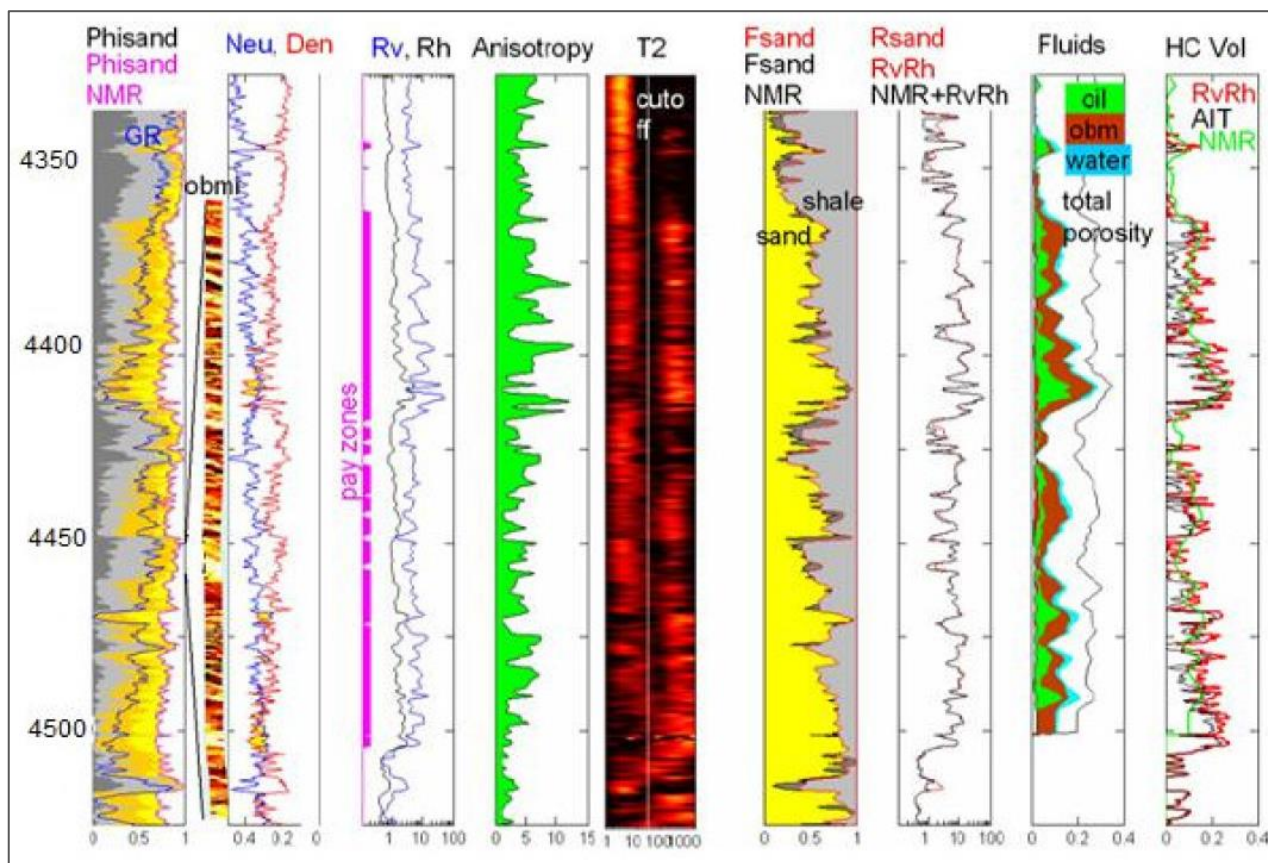 Phisand
Phisand
NMR
Neu, Den
Rv, Rh
Anisotropy
T2
Fsand
Fsand
NMR
Rsand
RvRh
NMR+RvRh
Fluids
HC Vol
GR
obmi
cuto
ff
oil
obm
water
RvRh
AIT
NMR
4350
4400
4450
4500
pay zones
shale
sand
total
porosity
0 0.5 1
0.4 0.2 0
1 10 100
0 5 10 15
1 10 100 1000
0 0.5 1
1 10 100
0 0.2 0.4
0 0.2 0.4